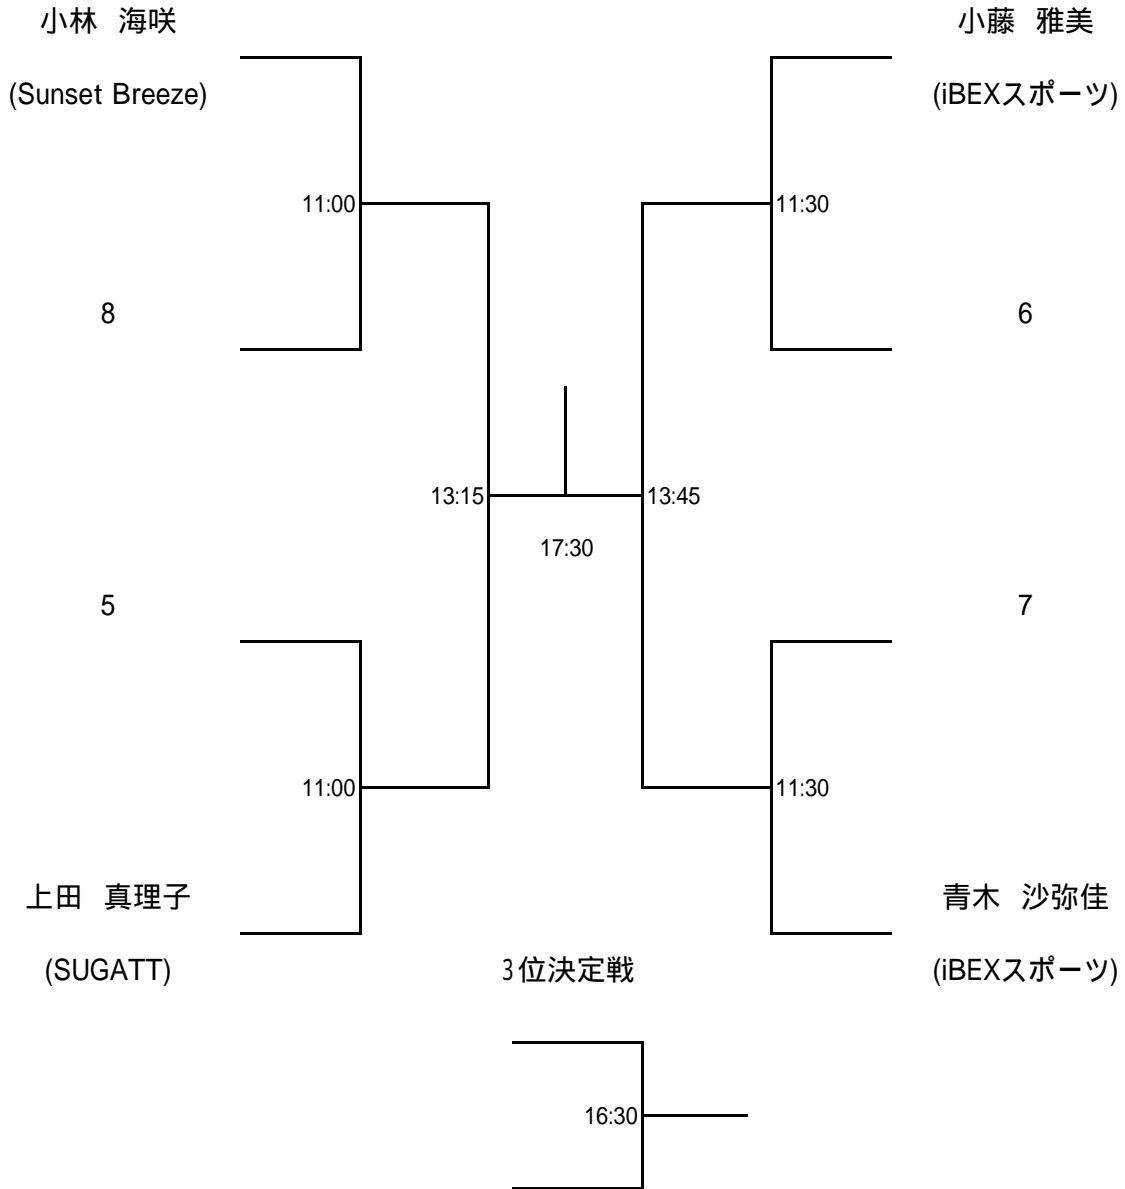 小林　海咲
小藤　雅美
(Sunset Breeze)
(iBEXスポーツ)
11:00
11:30
8
6
13:15
13:45
17:30
5
7
11:00
11:30
上田　真理子
青木　沙弥佳
(SUGATT)
3位決定戦
(iBEXスポーツ)
16:30